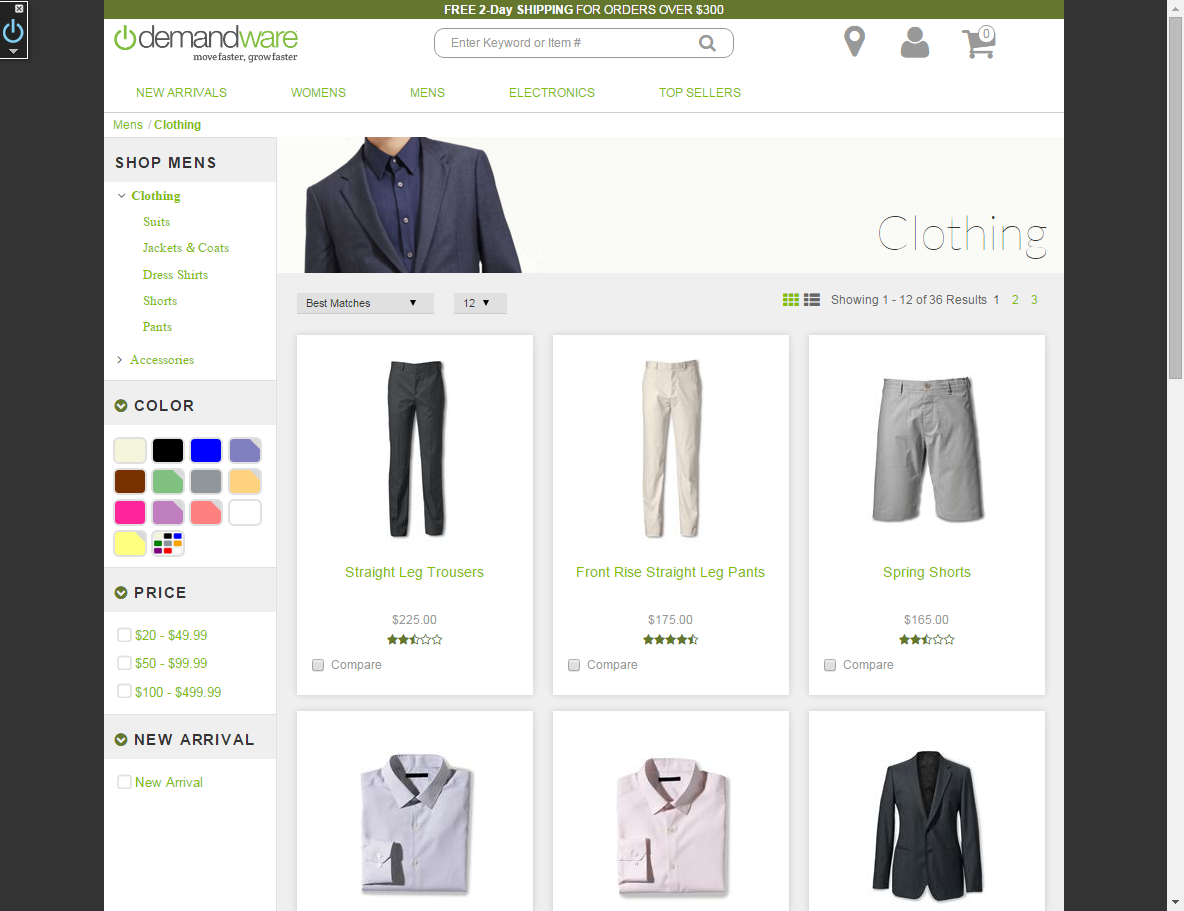 FREE 2-Day SHIPPING FOR ORDERS OVER $300
demandware
move faster, grow faster
Enter Keyword or Item #
0
NEW ARRIVALS WOMENS MENS ELECTRONICS TOP SELLERS
Mens / Clothing
SHOP MENS
Clothing
Suits
Jackets & Coats
Dress Shirts
Shorts
Pants
Accessories
COLOR
PRICE
$20 - $49.99
$50 - $99.99
$100 - $499.99
NEW ARRIVAL
New Arrival
Clothing
Best Matches 12 Showing 1 - 12 of 36 Results 1 2 3
Straight Leg Trousers
$225.00
Compare
Front Rise Straight Leg Pants
$175.00
Compare
Spring Shorts
$165.00
Compare